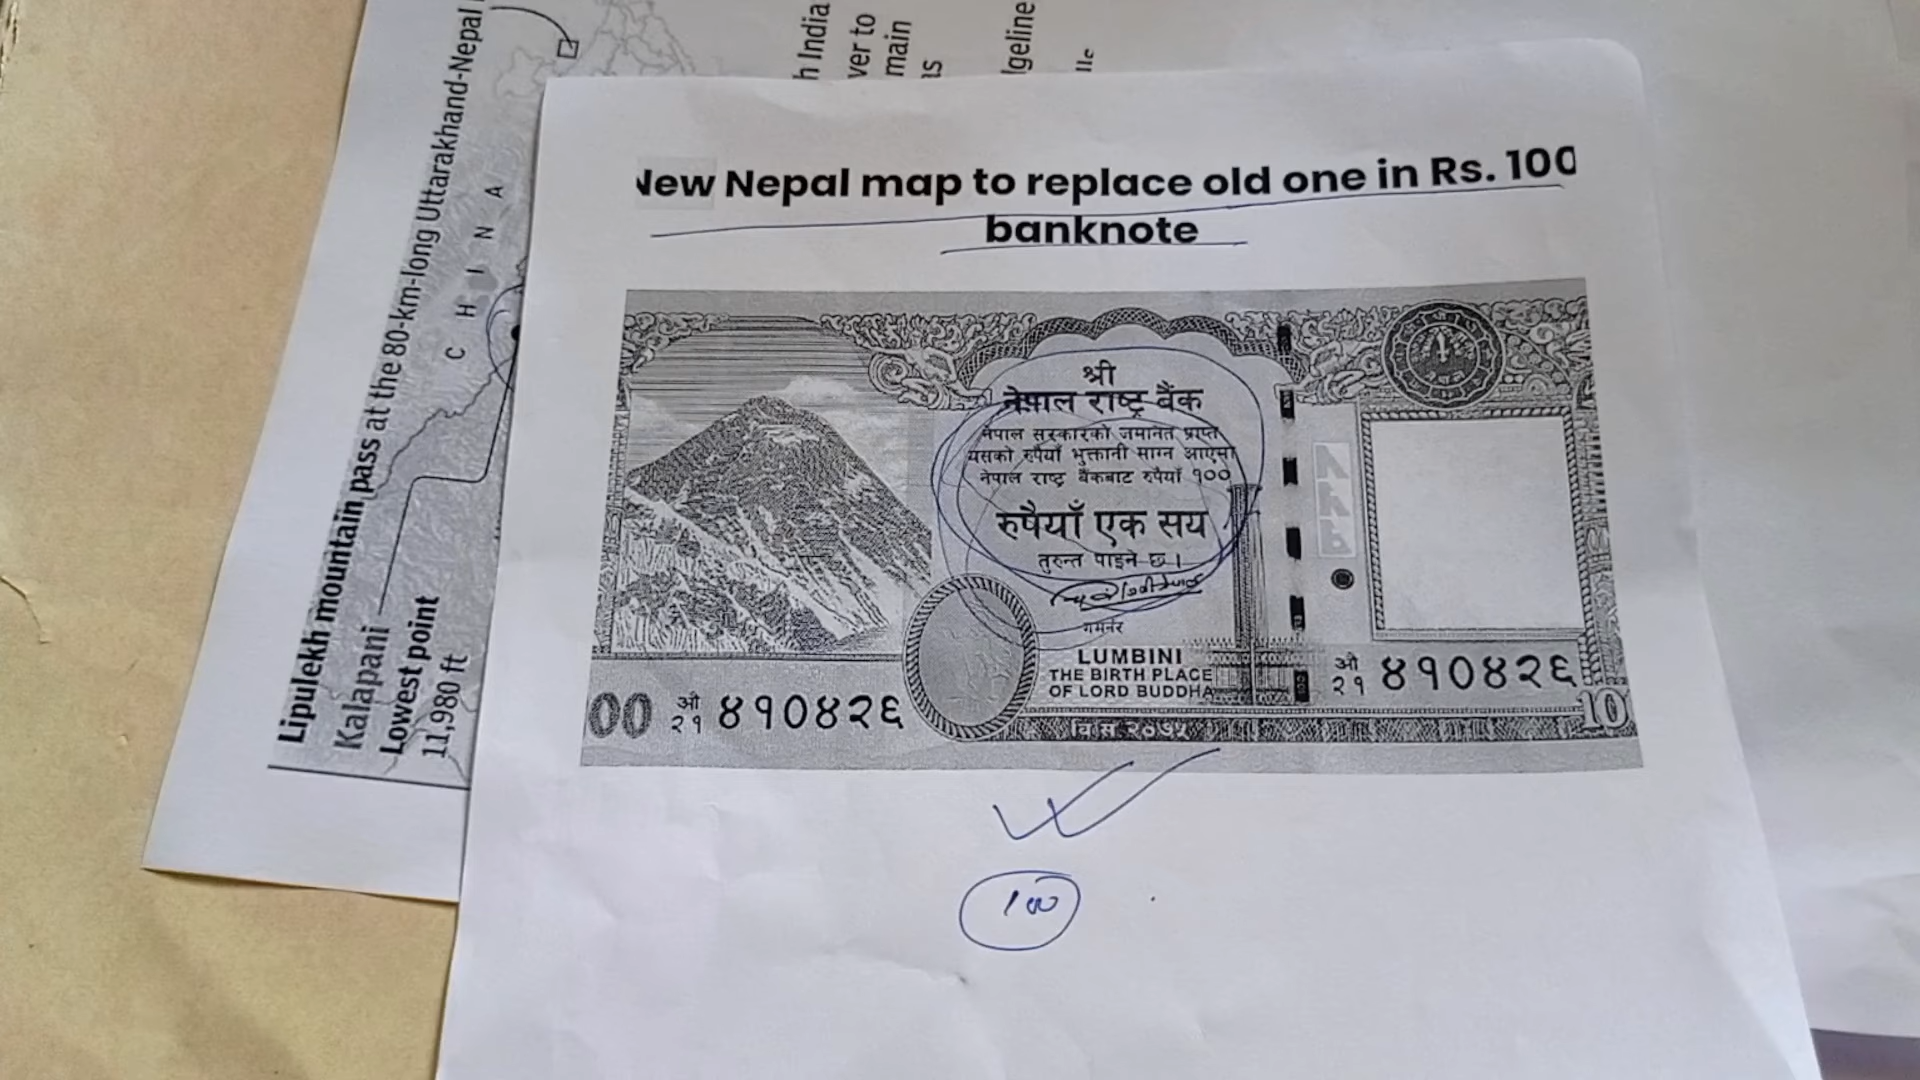 New Nepal map to replace old one in Rs. 100
banknote
श्री
नेपाल राष्ट्र बैंक
नेपाल सरकारको जमानत प्राप्त
यसको रुपैयाँ भुक्तानी माग्न आएमा
नेपाल राष्ट्र बैंकबाट रुपैयाँ १००
रुपैयाँ एक सय
तुरुन्त पाइने छ।
गभर्नर
LUMBINI
THE BIRTH PLACE
OF LORD BUDDHA
वि.सं. २०७५
00
औ
२१ ४१०४२६
औ
२१ ४१०४२६
10
100
Lipulekh mountain pass at the 80-km-long Uttarakhand-Nepal
Kalapani
Lowest point
11,980 ft
CHINA
h India
ver to
main